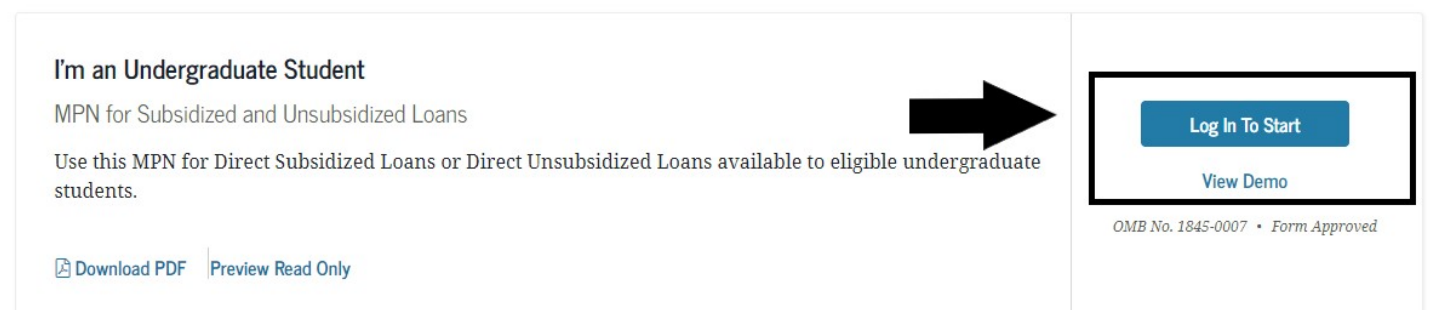 I'm an Undergraduate Student
MPN for Subsidized and Unsubsidized Loans
Use this MPN for Direct Subsidized Loans or Direct Unsubsidized Loans available to eligible undergraduate
students.
Download PDF
Preview Read Only
Log In To Start
View Demo
OMB No. 1845-0007 • Form Approved